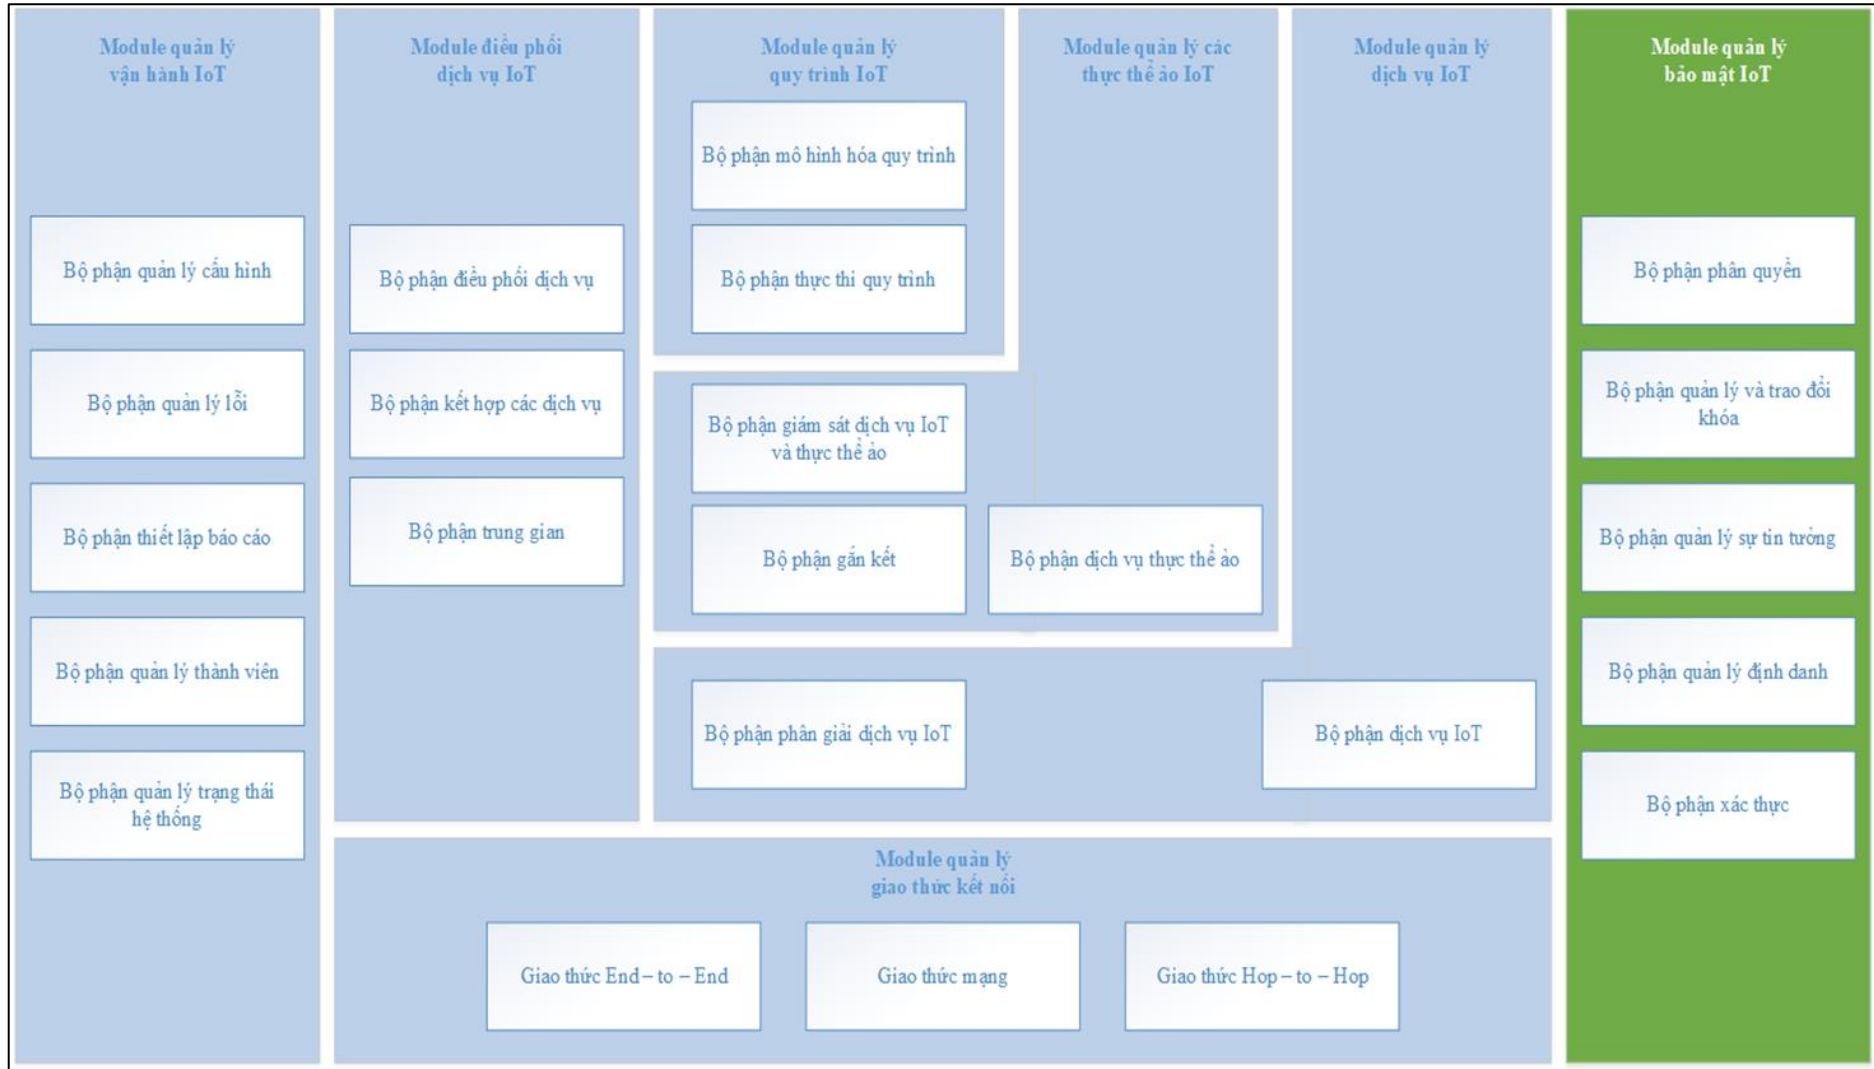 Module quản lý
vận hành IoT
Bộ phận quản lý cấu hình
Bộ phận quản lý lỗi
Bộ phận thiết lập báo cáo
Bộ phận quản lý thành viên
Bộ phận quản lý trạng thái
hệ thống
Module điều phối
dịch vụ IoT
Bộ phận điều phối dịch vụ
Bộ phận kết hợp các dịch vụ
Bộ phận trung gian
Module quản lý
quy trình IoT
Bộ phận mô hình hóa quy trình
Bộ phận thực thi quy trình
Module quản lý các
thực thể ảo IoT
Bộ phận giám sát dịch vụ IoT
và thực thể ảo
Bộ phận gắn kết
Bộ phận dịch vụ thực thể ảo
Module quản lý
dịch vụ IoT
Bộ phận phân giải dịch vụ IoT
Bộ phận dịch vụ IoT
Module quản lý
giao thức kết nối
Giao thức End – to – End
Giao thức mạng
Giao thức Hop – to – Hop
Module quản lý
bảo mật IoT
Bộ phận phân quyền
Bộ phận quản lý và trao đổi
khóa
Bộ phận quản lý sự tin tưởng
Bộ phận quản lý định danh
Bộ phận xác thực